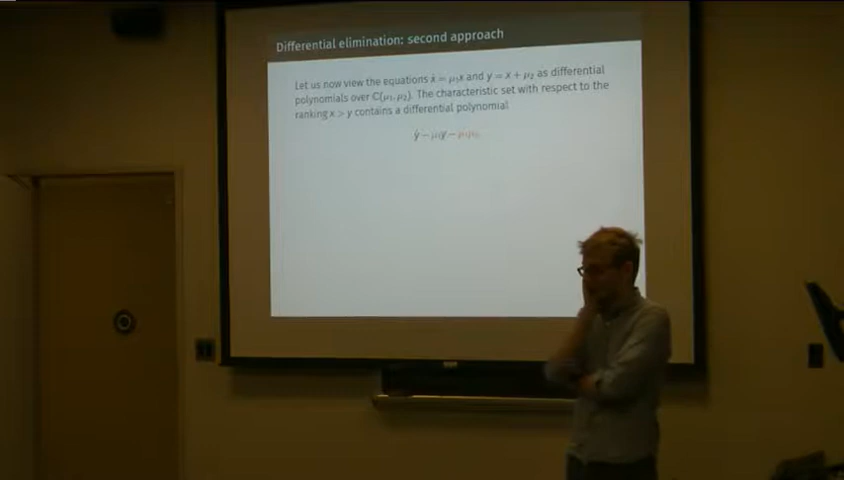 Differential elimination: second approach
Let us now view the equations ẋ = μ₁x and y = x + μ₂ as differential
polynomials over C(μ₁, μ₂). The characteristic set with respect to the
ranking x > y contains a differential polynomial
ẏ − μ₁y − μ₁μ₂